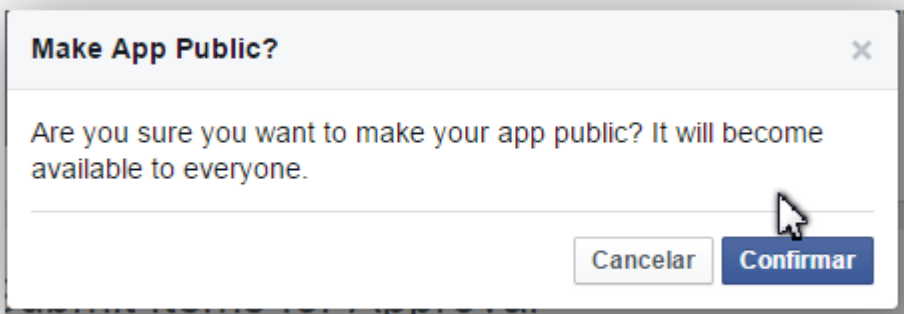 Make App Public?
Are you sure you want to make your app public? It will become
available to everyone.
Cancelar Confirmar